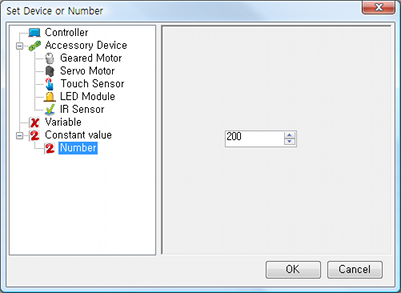 Set Device or Number
Controller
Accessory Device
Geared Motor
Servo Motor
Touch Sensor
LED Module
IR Sensor
Variable
Constant value
Number
200
OK
Cancel